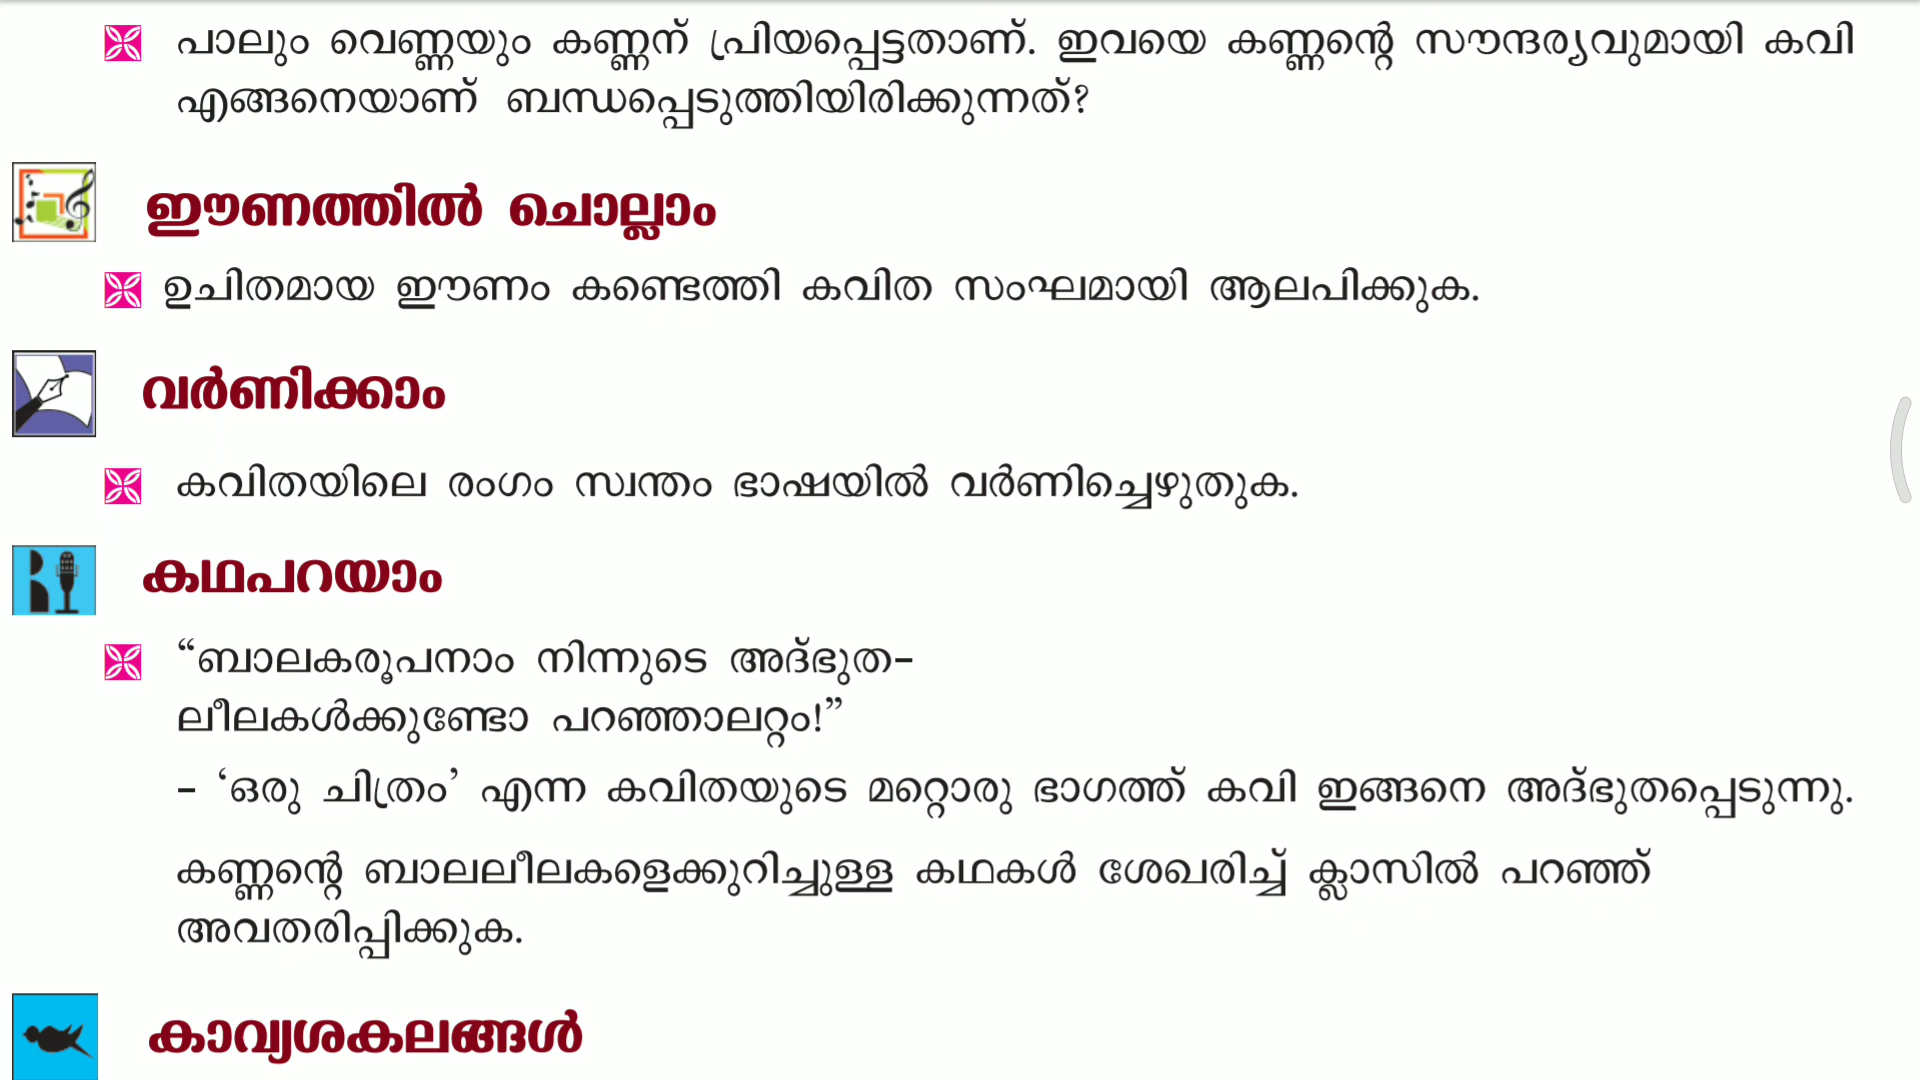 പാലും വെണ്ണയും കണ്ണന് പ്രിയപ്പെട്ടതാണ്. ഇവയെ കണ്ണന്റെ സൗന്ദര്യവുമായി കവി
എങ്ങനെയാണ് ബന്ധപ്പെടുത്തിയിരിക്കുന്നത്?
ഈണത്തിൽ ചൊല്ലാം
ഉചിതമായ ഈണം കണ്ടെത്തി കവിത സംഘമായി ആലപിക്കുക.
വർണിക്കാം
കവിതയിലെ രംഗം സ്വന്തം ഭാഷയിൽ വർണിച്ചെഴുതുക.
കഥപറയാം
“ബാലകരൂപനാം നിന്നുടെ അദ്ഭുത–
ലീലകൾക്കുണ്ടോ പറഞ്ഞാലറ്റം!”
– ‘ഒരു ചിത്രം’ എന്ന കവിതയുടെ മറ്റൊരു ഭാഗത്ത് കവി ഇങ്ങനെ അദ്ഭുതപ്പെടുന്നു.
കണ്ണന്റെ ബാലലീലകളെക്കുറിച്ചുള്ള കഥകൾ ശേഖരിച്ച് ക്ലാസിൽ പറഞ്ഞ്
അവതരിപ്പിക്കുക.
കാവ്യശകലങ്ങൾ